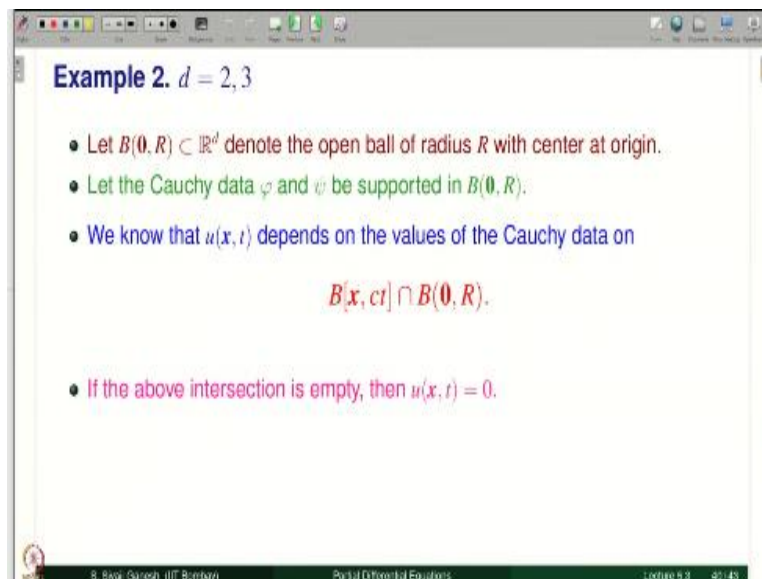 Example 2. d = 2, 3
• Let B(0, R) ⊂ ℝᵈ denote the open ball of radius R with center at origin.
• Let the Cauchy data φ and ψ be supported in B(0, R).
• We know that u(x, t) depends on the values of the Cauchy data on
B[x, ct] ∩ B(0, R).
• If the above intersection is empty, then u(x, t) = 0.
(IIT Bombay) Partial Differential Equations